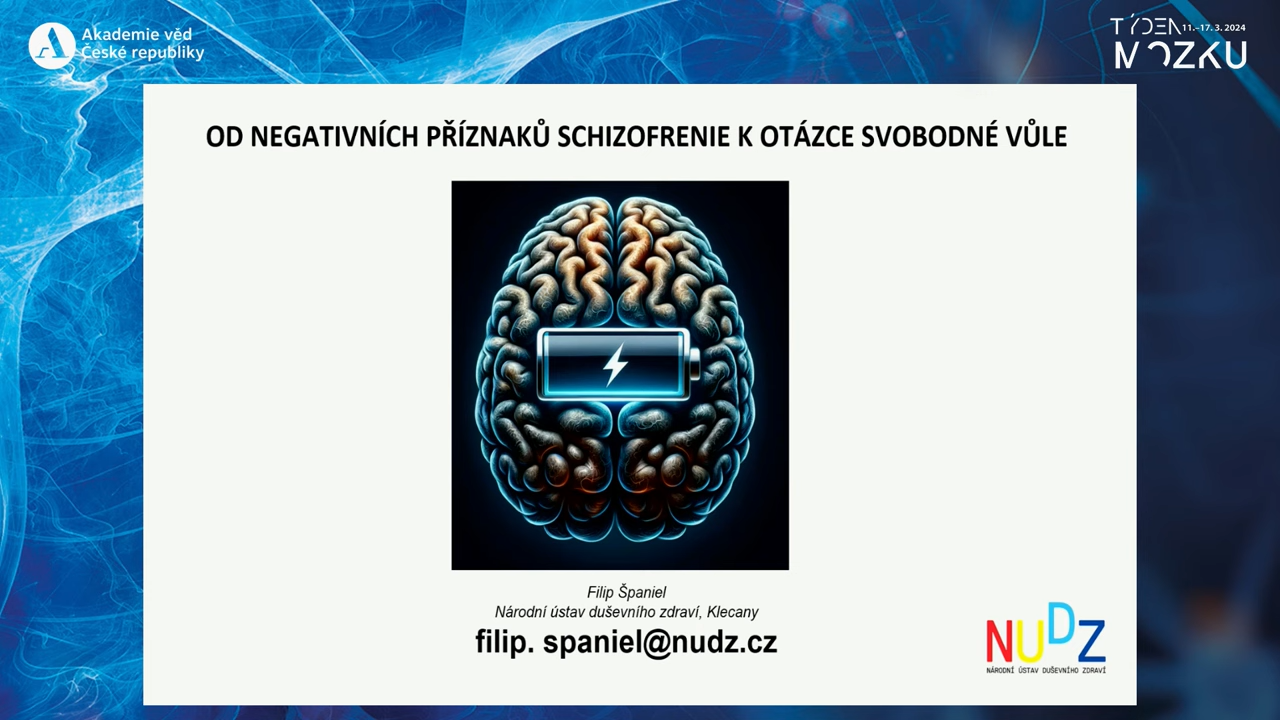 Akademie věd
České republiky
TÝDEN 11.–17. 3. 2024
MOZKU
OD NEGATIVNÍCH PŘÍZNAKŮ SCHIZOFRENIE K OTÁZCE SVOBODNÉ VŮLE
Filip Španiel
Národní ústav duševního zdraví, Klecany
filip. spaniel@nudz.cz
NUDZ
NÁRODNÍ ÚSTAV DUŠEVNÍHO ZDRAVÍ